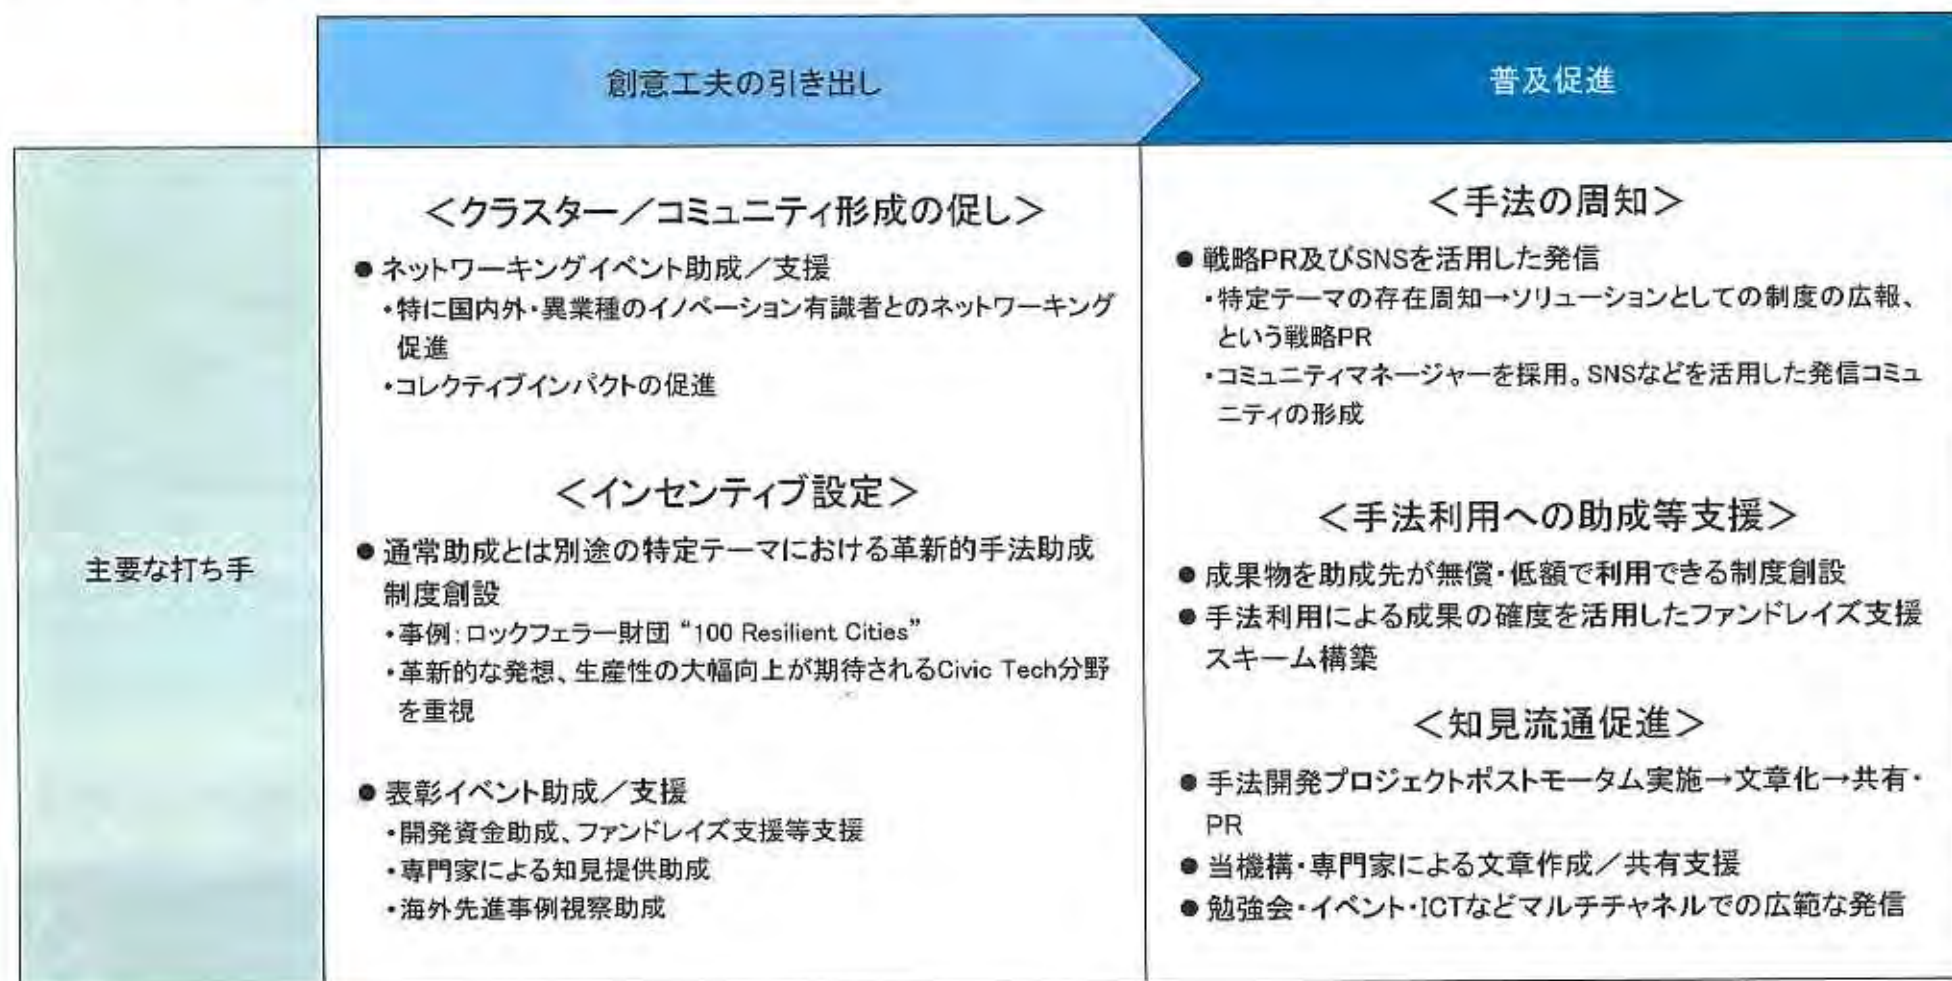 創意工夫の引き出し
普及促進
主要な打ち手
＜クラスター／コミュニティ形成の促し＞
●ネットワーキングイベント助成／支援
・特に国内外・異業種のイノベーション有識者とのネットワーキング
促進
・コレクティブインパクトの促進
＜インセンティブ設定＞
●通常助成とは別途の特定テーマにおける革新的手法助成
制度創設
・事例：ロックフェラー財団 “100 Resilient Cities”
・革新的な発想、生産性の大幅向上が期待されるCivic Tech分野
を重視
●表彰イベント助成／支援
・開発資金助成、ファンドレイズ支援等支援
・専門家による知見提供助成
・海外先進事例視察助成
＜手法の周知＞
●戦略PR及びSNSを活用した発信
・特定テーマの存在周知→ソリューションとしての制度の広報、
という戦略PR
・コミュニティマネージャーを採用。SNSなどを活用した発信コミュ
ニティの形成
＜手法利用への助成等支援＞
●成果物を助成先が無償・低額で利用できる制度創設
●手法利用による成果の確度を活用したファンドレイズ支援
スキーム構築
＜知見流通促進＞
●手法開発プロジェクトポストモータム実施→文章化→共有・
PR
●当機構・専門家による文章作成／共有支援
●勉強会・イベント・ICTなどマルチチャネルでの広範な発信